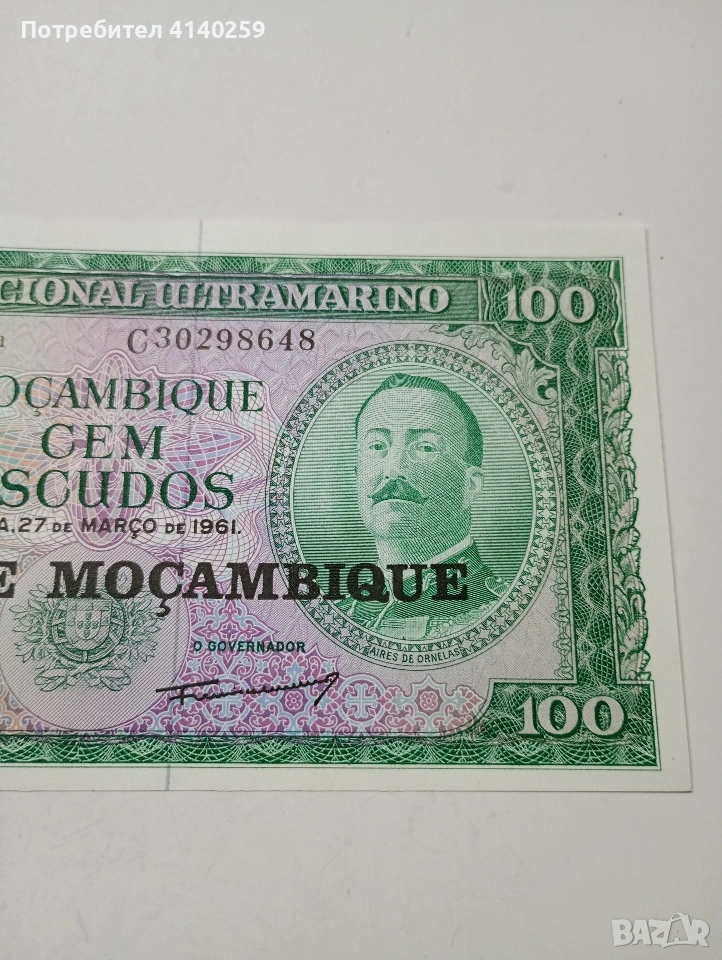 Потребител 4140259
CIONAL ULTRAMARINO
100
C30298648
MOÇAMBIQUE
CEM
SCUDOS
A. 27 DE MARÇO DE 1961.
E MOÇAMBIQUE
O GOVERNADOR
AIRES DE ORNELAS
100
BAZAR